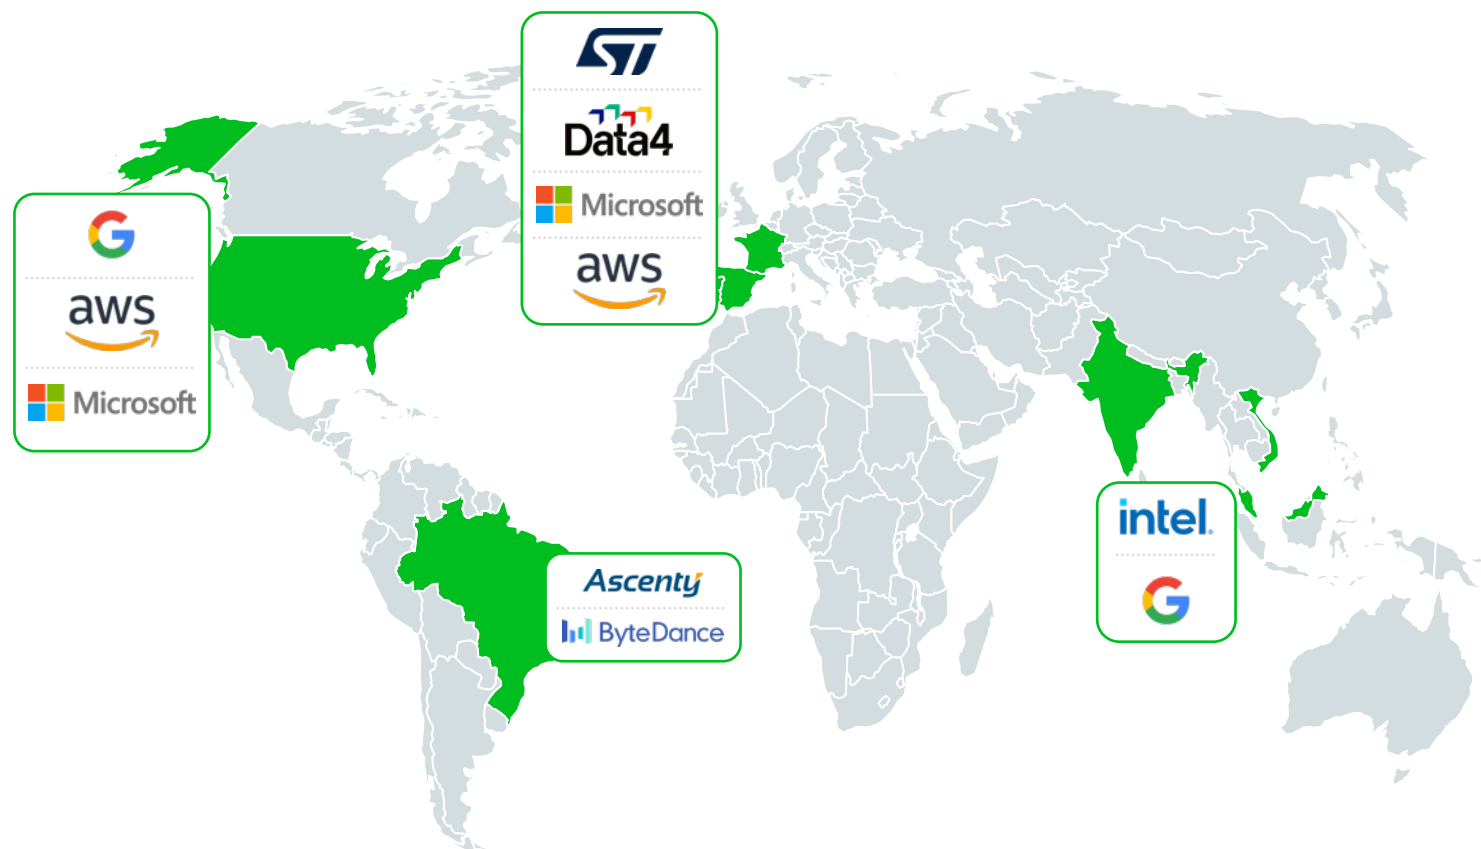 ST
Data4
Microsoft
aws
G
aws
Microsoft
intel.
G
Ascenty
ByteDance